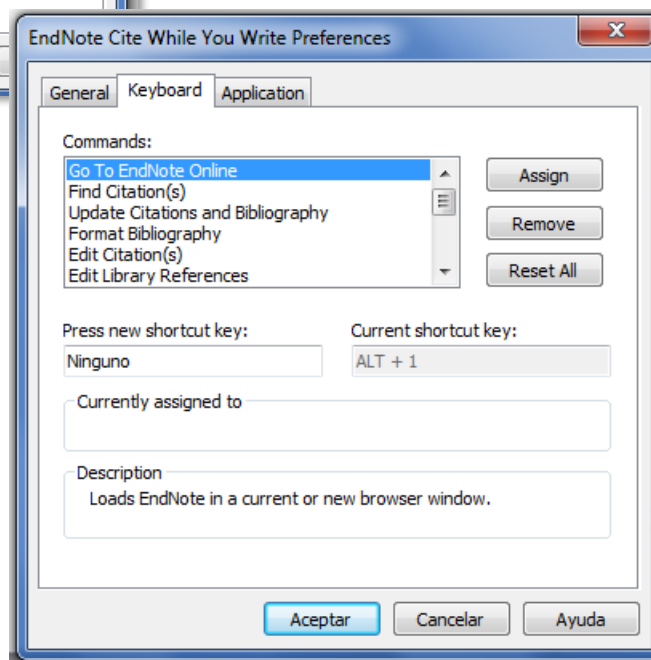 EndNote Cite While You Write Preferences
General Keyboard Application
Commands:
Go To EndNote Online
Find Citation(s)
Update Citations and Bibliography
Format Bibliography
Edit Citation(s)
Edit Library References
Assign
Remove
Reset All
Press new shortcut key: Current shortcut key:
Ninguno ALT + 1
Currently assigned to
Description
Loads EndNote in a current or new browser window.
Aceptar Cancelar Ayuda